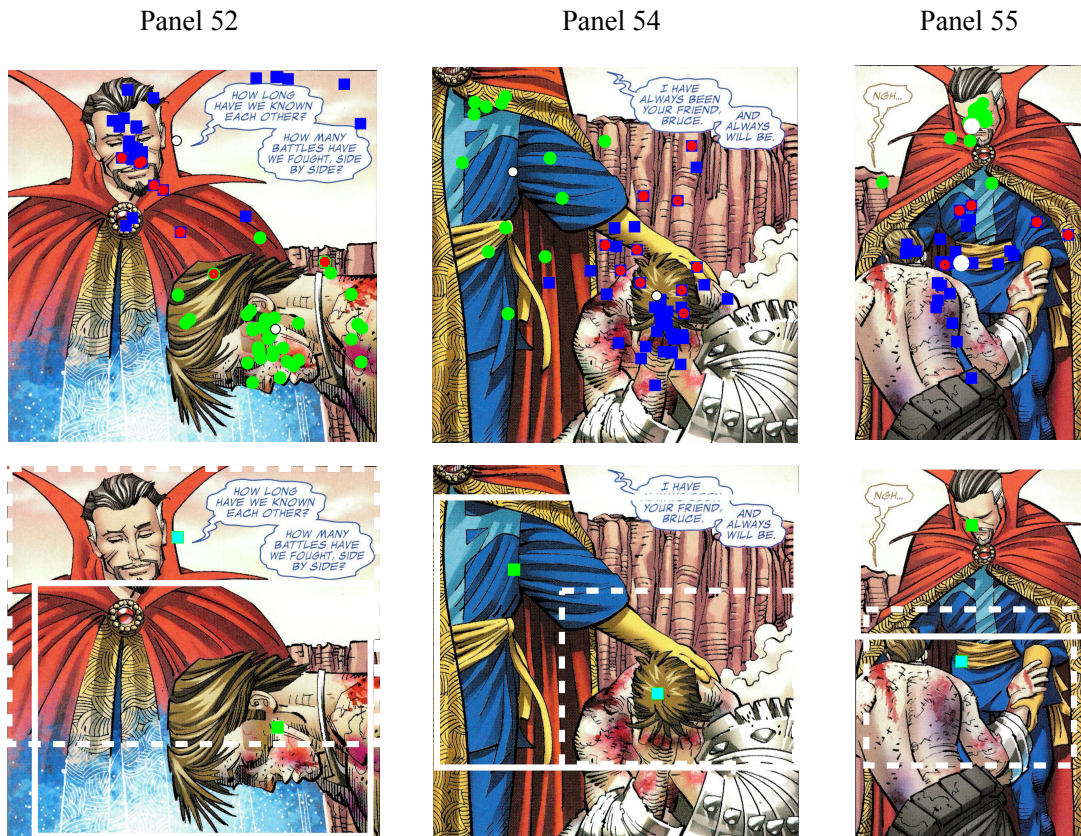 Panel 52
Panel 54
Panel 55
HOW LONG
HAVE WE KNOWN
EACH OTHER?
HOW MANY
BATTLES HAVE
WE FOUGHT, SIDE
BY SIDE?
I HAVE
ALWAYS BEEN
YOUR FRIEND,
BRUCE.
AND
ALWAYS
WILL BE.
NGH...
HOW LONG
HAVE WE KNOWN
EACH OTHER?
HOW MANY
BATTLES HAVE
WE FOUGHT, SIDE
BY SIDE?
I HAVE
YOUR FRIEND,
BRUCE.
AND
ALWAYS
WILL BE.
NGH...